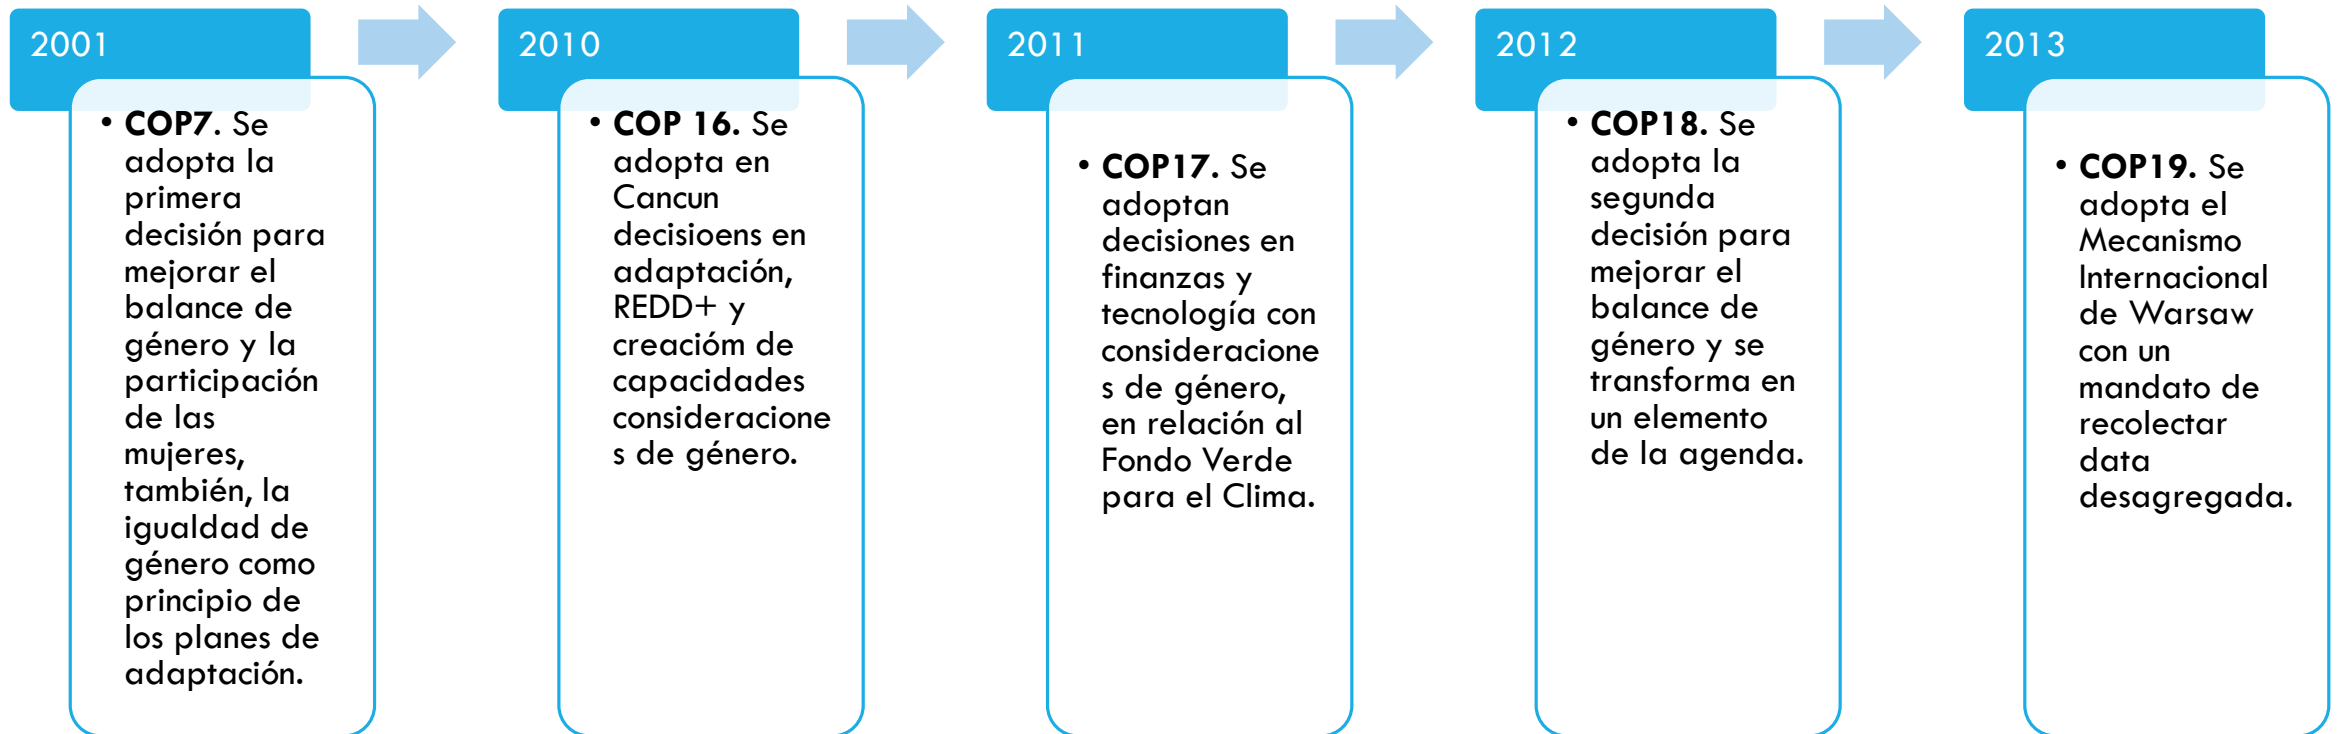 2001
• COP7. Se
adopta la
primera
decisión para
mejorar el
balance de
género y la
participación
de las
mujeres,
también, la
igualdad de
género como
principio de
los planes de
adaptación.
2010
• COP 16. Se
adopta en
Cancun
decisioens en
adaptación,
REDD+ y
creacióm de
capacidades
consideracione
s de género.
2011
• COP17. Se
adoptan
decisiones en
finanzas y
tecnología con
consideracione
s de género,
en relación al
Fondo Verde
para el Clima.
2012
• COP18. Se
adopta la
segunda
decisión para
mejorar el
balance de
género y se
transforma en
un elemento
de la agenda.
2013
• COP19. Se
adopta el
Mecanismo
Internacional
de Warsaw
con un
mandato de
recolectar
data
desagregada.